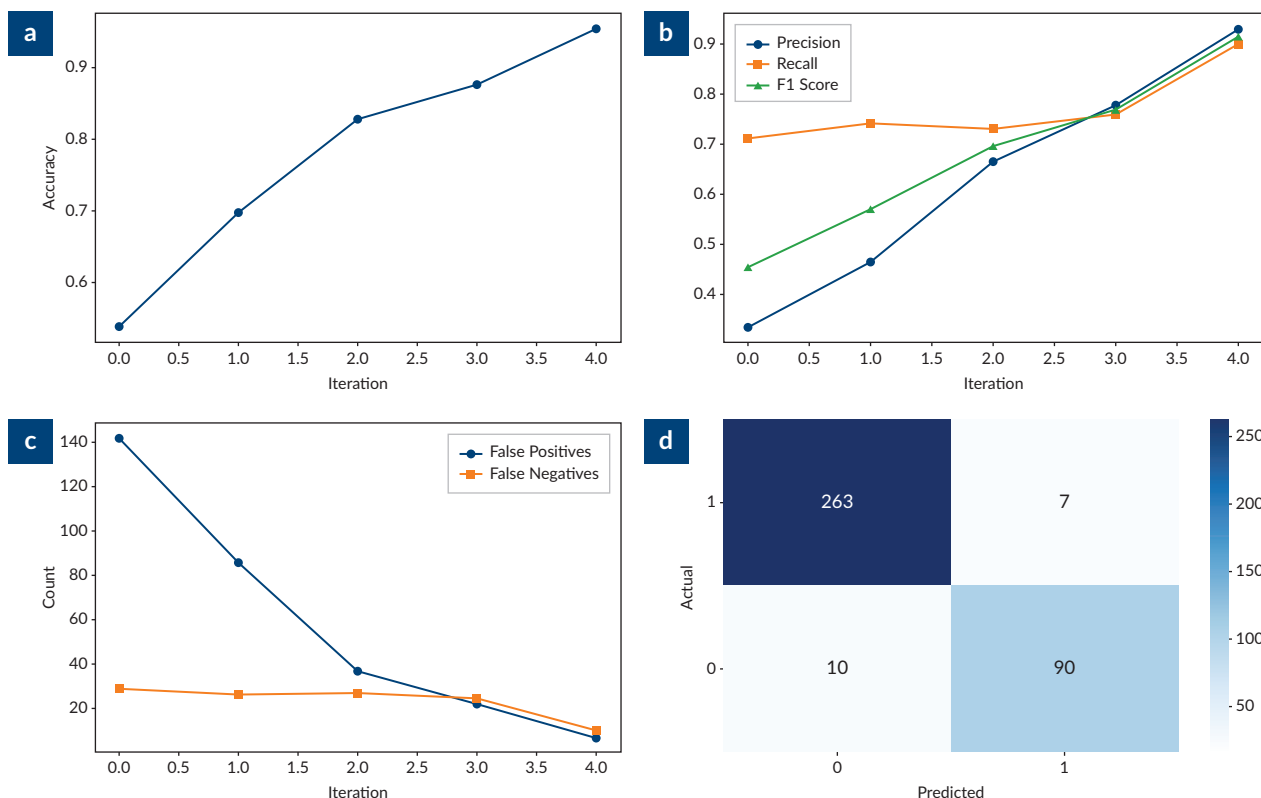 a
0.9
0.8
0.7
0.6
Accuracy
0.0 0.5 1.0 1.5 2.0 2.5 3.0 3.5 4.0
Iteration
b
Precision
Recall
F1 Score
0.9
0.8
0.7
0.6
0.5
0.4
0.0 0.5 1.0 1.5 2.0 2.5 3.0 3.5 4.0
Iteration
c
False Positives
False Negatives
140
120
100
80
60
40
20
Count
0.0 0.5 1.0 1.5 2.0 2.5 3.0 3.5 4.0
Iteration
d
1
263 7
Actual
0
10 90
0 1
Predicted
250
200
150
100
50